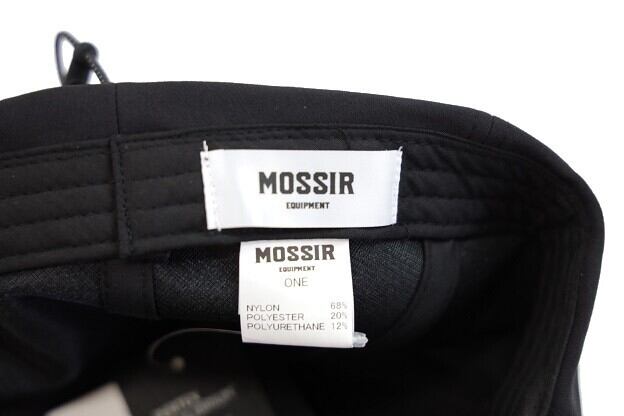 MOSSIR
EQUIPMENT
MOSSIR
EQUIPMENT
ONE
NYLON 68%
POLYESTER 20%
POLYURETHANE 12%